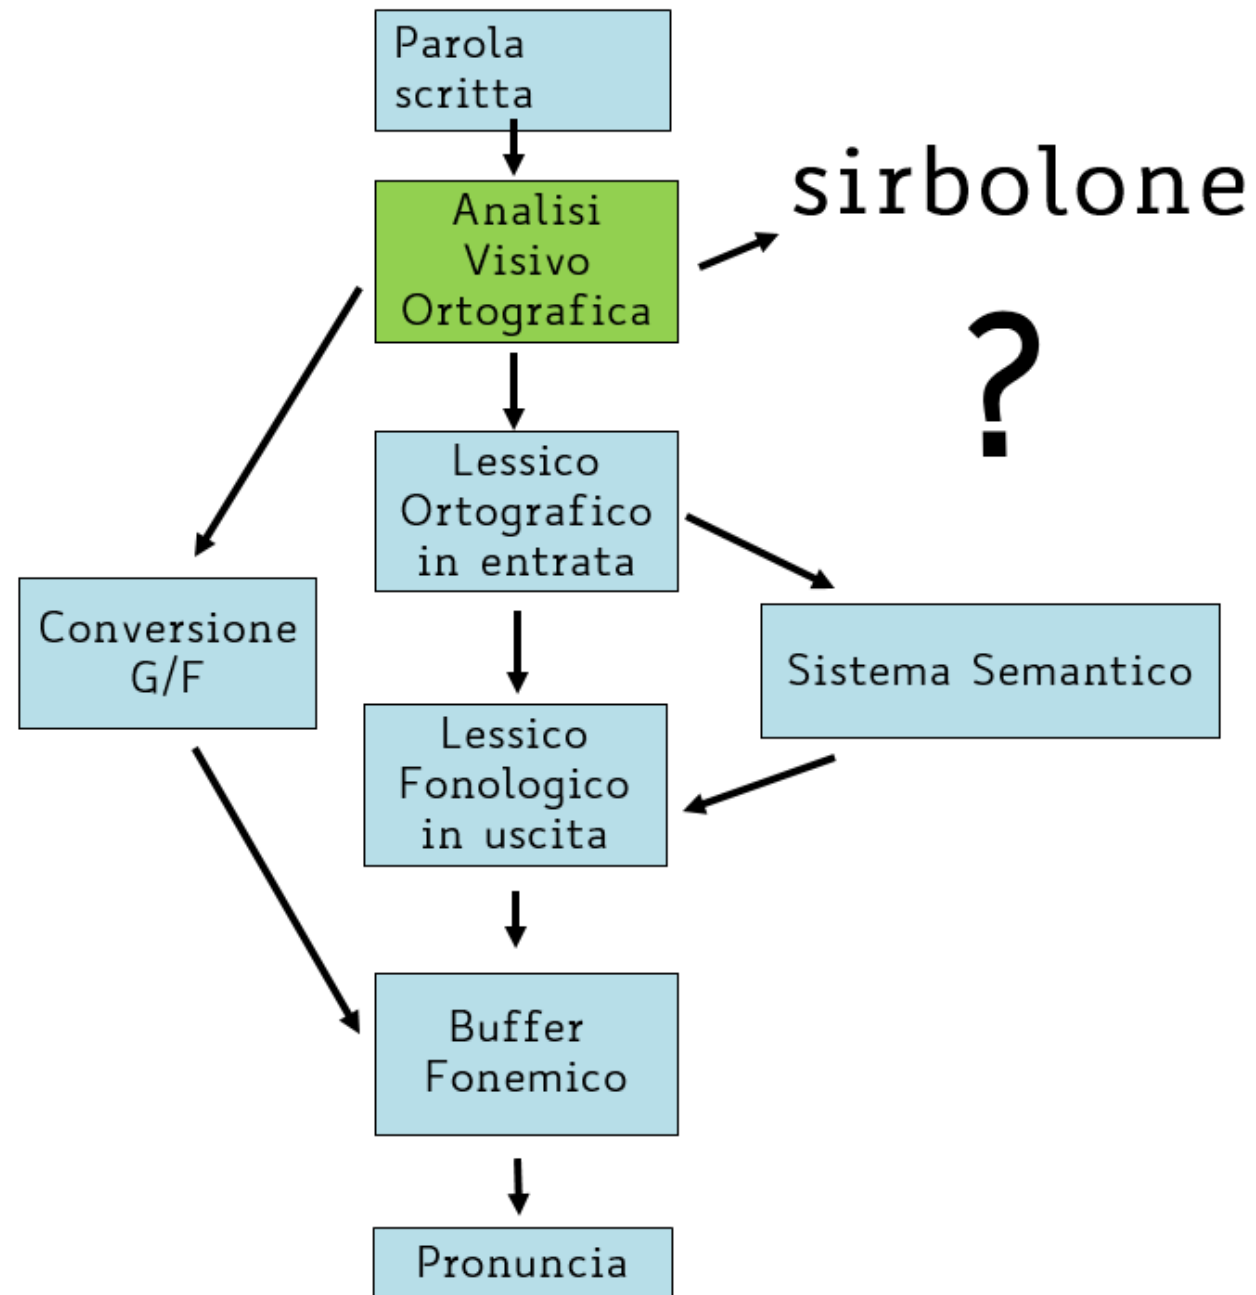 Parola
scritta
sirbolone
Analisi
Visivo
Ortografica
?
Lessico
Ortografico
in entrata
Conversione
G/F
Sistema Semantico
Lessico
Fonologico
in uscita
Buffer
Fonemico
Pronuncia